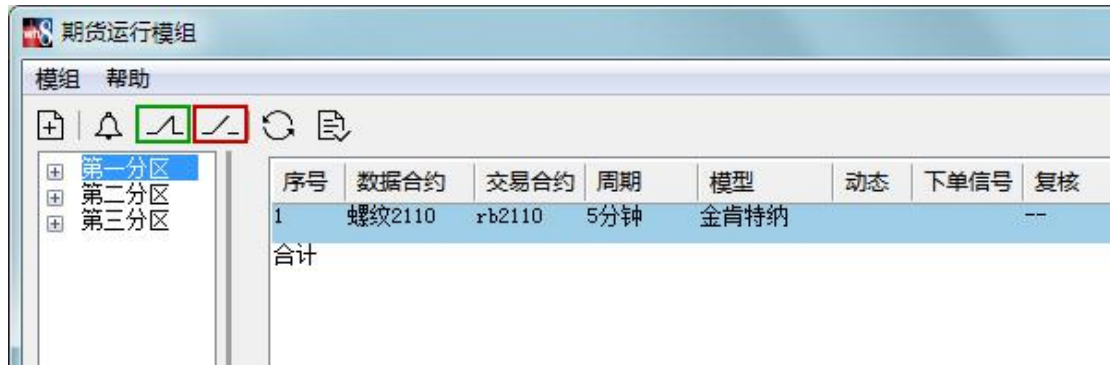 wh8 期货运行模组
模组 帮助
第一分区
第二分区
第三分区
序号 数据合约 交易合约 周期 模型 动态 下单信号 复核
1 螺纹2110 rb2110 5分钟 金肯特纳 --
合计